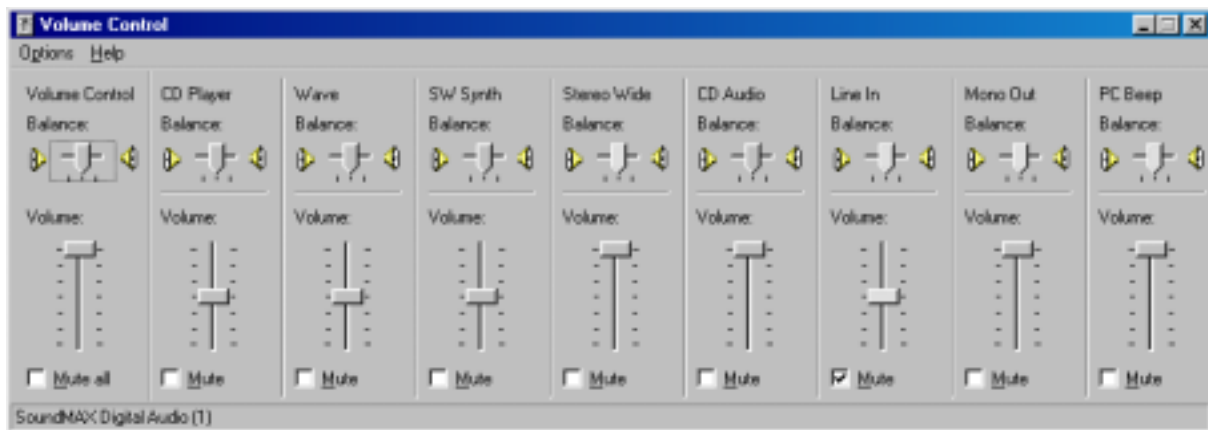 Volume Control
Options Help
Volume Control CD Player Wave SW Synth Stereo Wide CD Audio Line In Mono Out PC Beep
Balance: Balance: Balance: Balance: Balance: Balance: Balance: Balance: Balance:
Volume: Volume: Volume: Volume: Volume: Volume: Volume: Volume: Volume:
Mute all Mute Mute Mute Mute Mute Mute Mute Mute
SoundMAX Digital Audio (1)